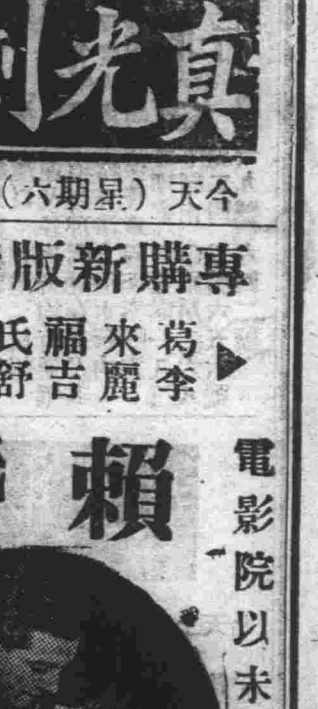 真光
今天（星期六）
專購新版
葛來福氏
李麗吉舒
電影院以未
賴